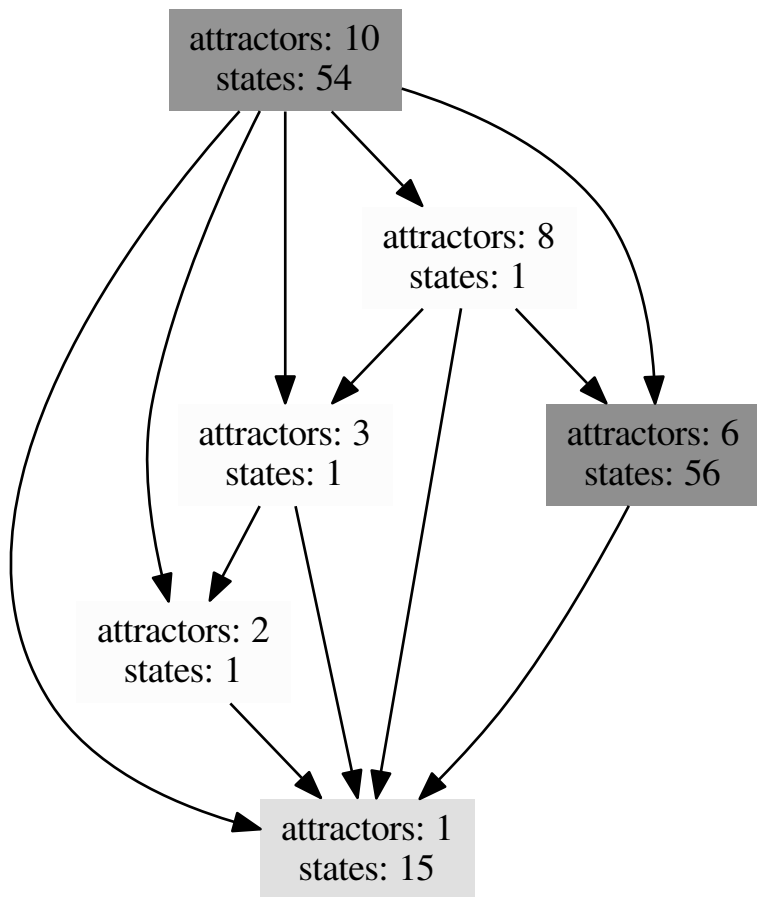 attractors: 10
states: 54
attractors: 8
states: 1
attractors: 3
states: 1
attractors: 6
states: 56
attractors: 2
states: 1
attractors: 1
states: 15